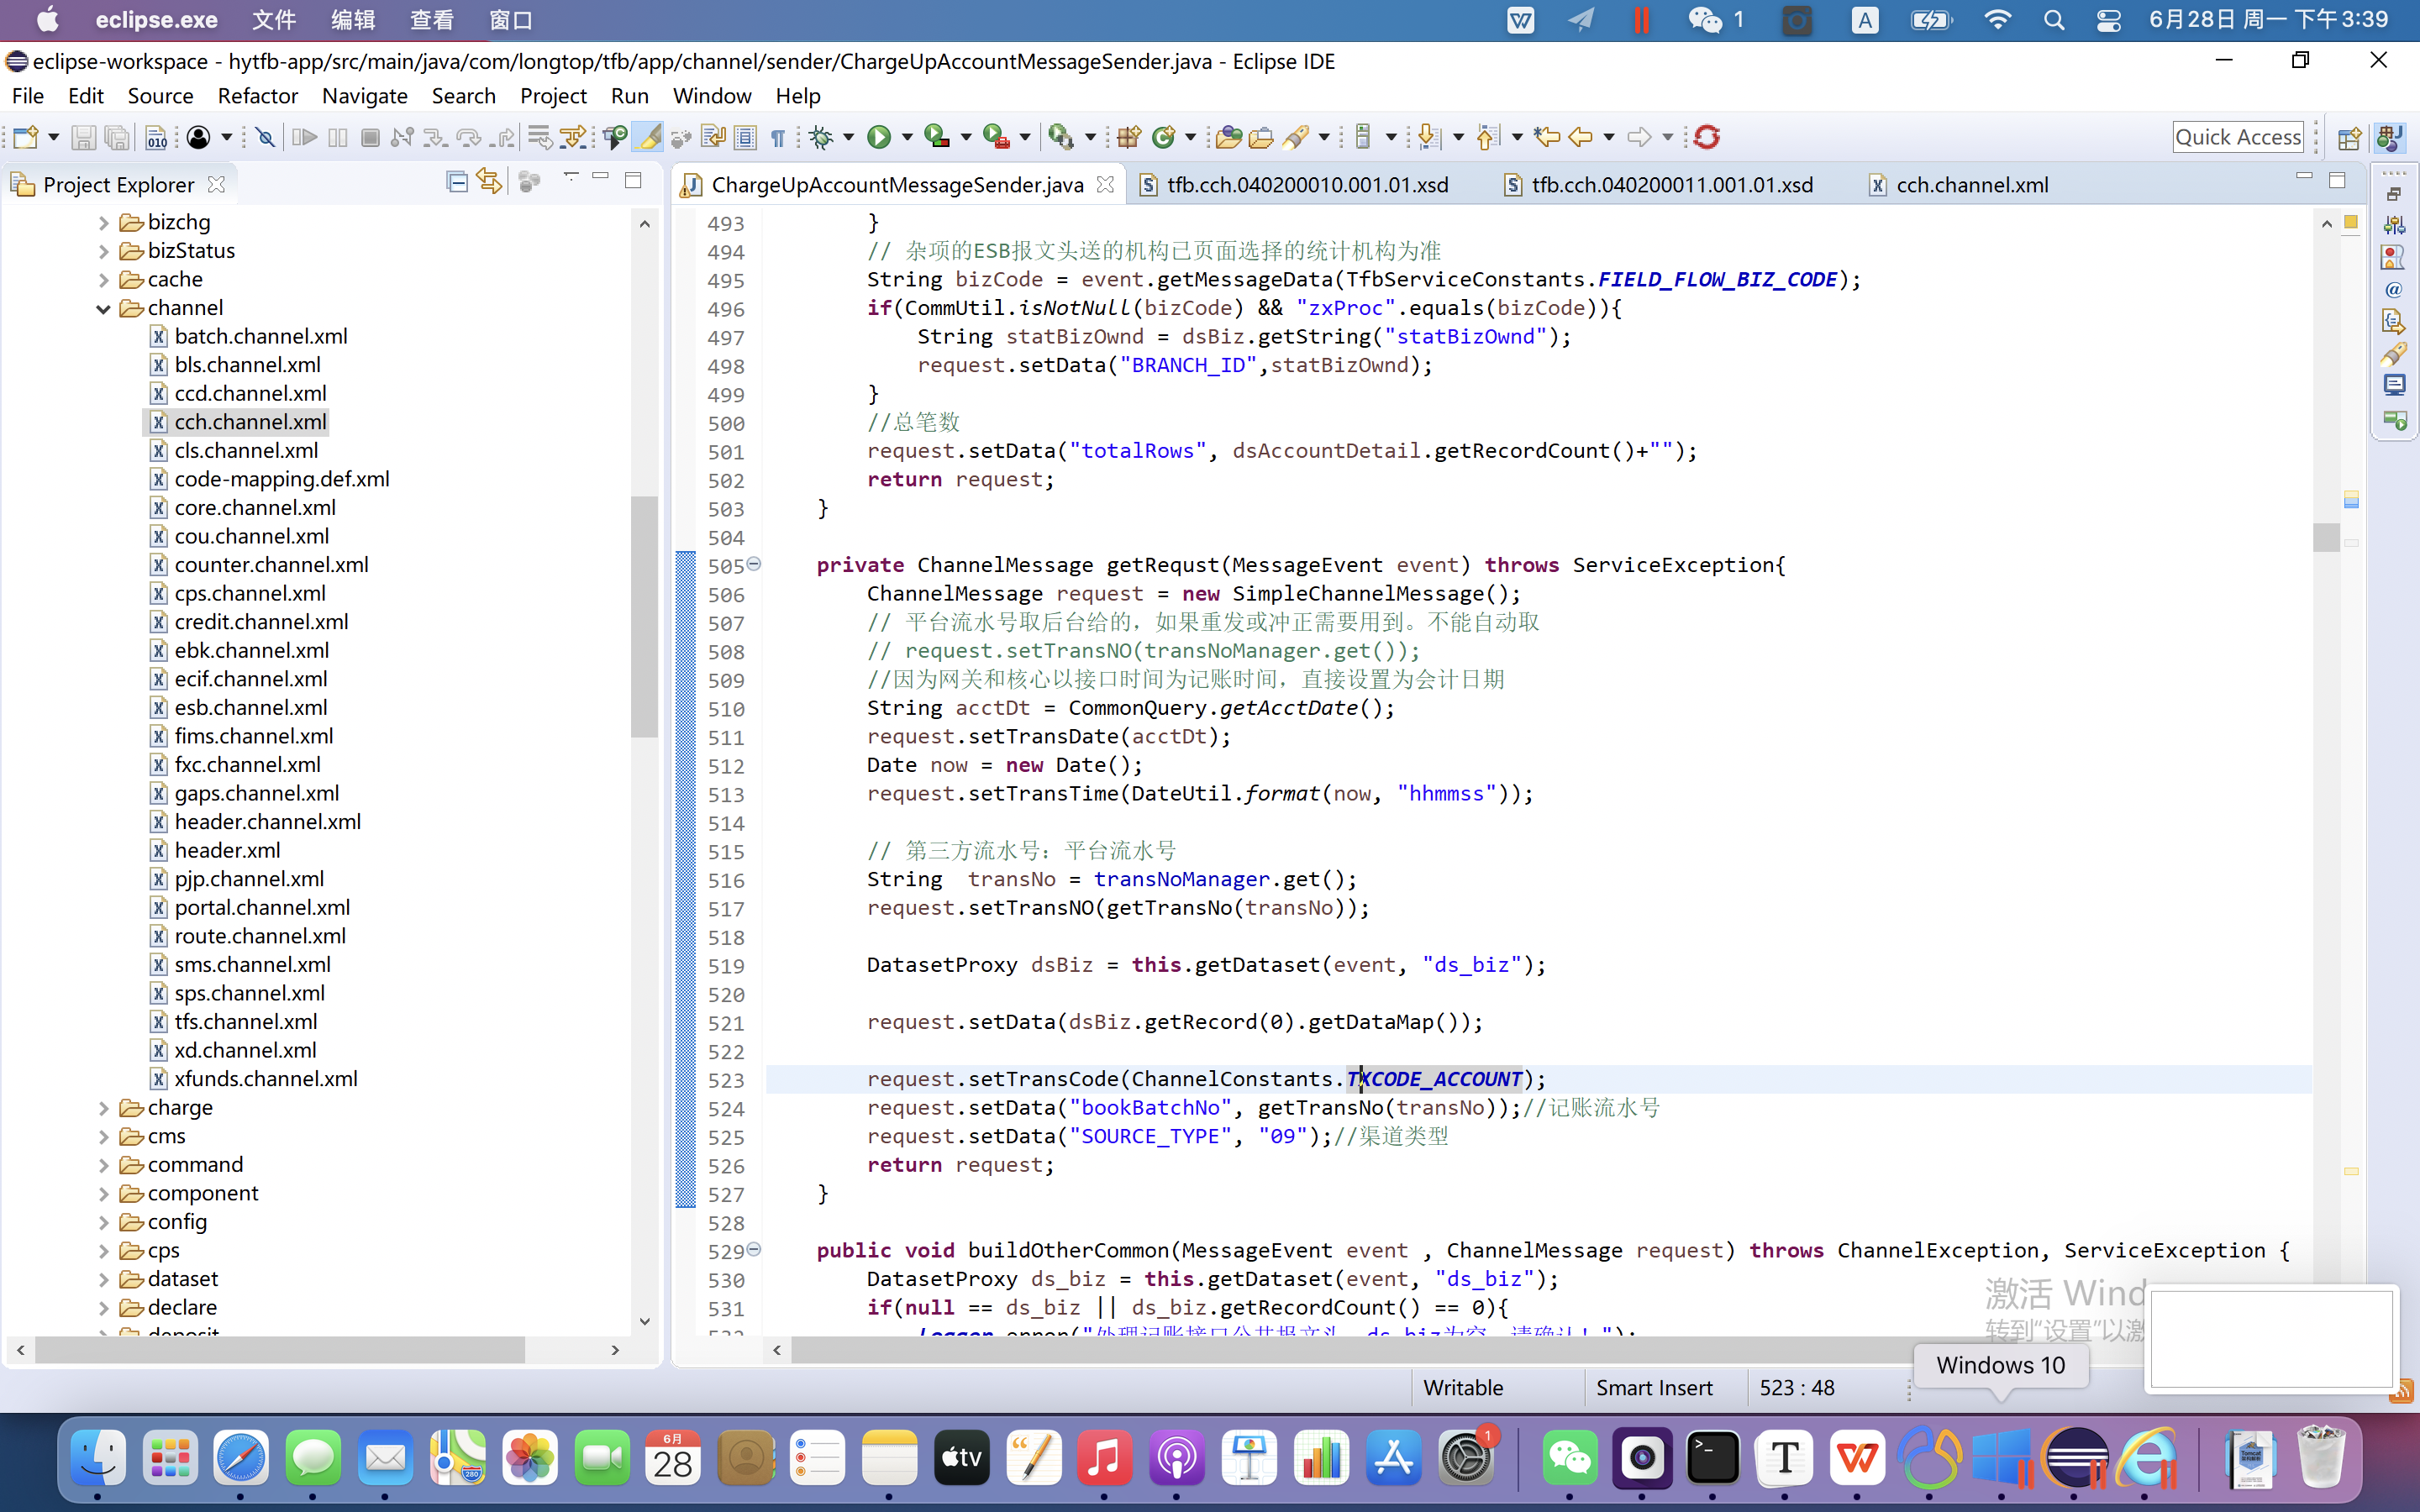 eclipse.exe 文件 编辑 查看 窗口 1 A 6月28日 周一 下午3:39
eclipse-workspace - hytfb-app/src/main/java/com/longtop/tfb/app/channel/sender/ChargeUpAccountMessageSender.java - Eclipse IDE
File Edit Source Refactor Navigate Search Project Run Window Help
Quick Access
Project Explorer
bizchg
bizStatus
cache
channel
batch.channel.xml
bls.channel.xml
ccd.channel.xml
cch.channel.xml
cls.channel.xml
code-mapping.def.xml
core.channel.xml
cou.channel.xml
counter.channel.xml
cps.channel.xml
credit.channel.xml
ebk.channel.xml
ecif.channel.xml
esb.channel.xml
fims.channel.xml
fxc.channel.xml
gaps.channel.xml
header.channel.xml
header.xml
pjp.channel.xml
portal.channel.xml
route.channel.xml
sms.channel.xml
sps.channel.xml
tfs.channel.xml
xd.channel.xml
xfunds.channel.xml
charge
cms
command
component
config
cps
dataset
declare
deposit
ChargeUpAccountMessageSender.java tfb.cch.040200010.001.01.xsd tfb.cch.040200011.001.01.xsd cch.channel.xml
493 }
494 // 杂项的ESB报文头送的机构已页面选择的统计机构为准
495 String bizCode = event.getMessageData(TfbServiceConstants.FIELD_FLOW_BIZ_CODE);
496 if(CommUtil.isNotNull(bizCode) && "zxProc".equals(bizCode)){
497 String statBizOwnd = dsBiz.getString("statBizOwnd");
498 request.setData("BRANCH_ID",statBizOwnd);
499 }
500 //总笔数
501 request.setData("totalRows", dsAccountDetail.getRecordCount()+"");
502 return request;
503 }
504
505 private ChannelMessage getRequst(MessageEvent event) throws ServiceException{
506 ChannelMessage request = new SimpleChannelMessage();
507 // 平台流水号取后台给的，如果重发或冲正需要用到。不能自动取
508 // request.setTransNO(transNoManager.get());
509 //因为网关和核心以接口时间为记账时间，直接设置为会计日期
510 String acctDt = CommonQuery.getAcctDate();
511 request.setTransDate(acctDt);
512 Date now = new Date();
513 request.setTransTime(DateUtil.format(now, "hhmmss"));
514
515 // 第三方流水号：平台流水号
516 String transNo = transNoManager.get();
517 request.setTransNO(getTransNo(transNo));
518
519 DatasetProxy dsBiz = this.getDataset(event, "ds_biz");
520
521 request.setData(dsBiz.getRecord(0).getDataMap());
522
523 request.setTransCode(ChannelConstants.TXCODE_ACCOUNT);
524 request.setData("bookBatchNo", getTransNo(transNo));//记账流水号
525 request.setData("SOURCE_TYPE", "09");//渠道类型
526 return request;
527 }
528
529 public void buildOtherCommon(MessageEvent event , ChannelMessage request) throws ChannelException, ServiceException {
530 DatasetProxy ds_biz = this.getDataset(event, "ds_biz");
531 if(null == ds_biz || ds_biz.getRecordCount() == 0){
激活 Wind
转到"设置"以激
Windows 10
Writable Smart Insert 523 : 48
6月
28
tv
1
T